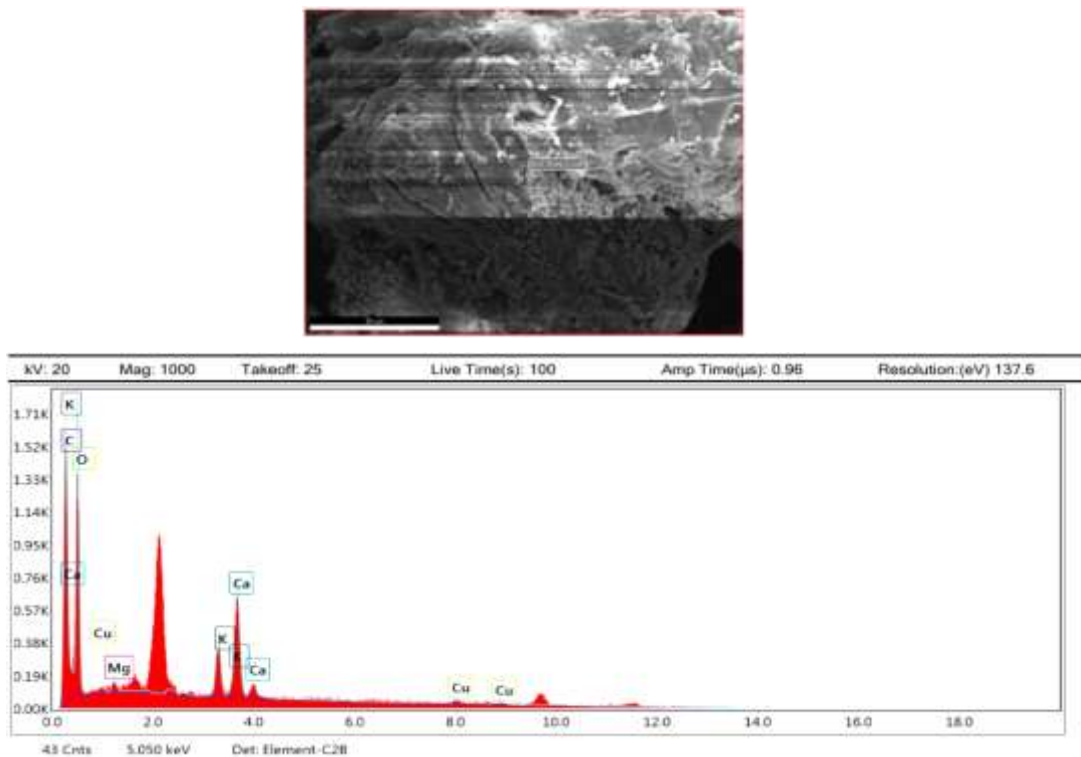 kV: 20 Mag: 1000 Takeoff: 25 Live Time(s): 100 Amp Time(µs): 0.96 Resolution:(eV) 137.6
K
1.71K
C
1.52K
O
1.33K
1.14K
0.95K
Ca
0.76K
Ca
0.57K
Cu
K
0.38K
Mg
Ca
0.19K
Cu
Cu
0.00K
0.0 2.0 4.0 6.0 8.0 10.0 12.0 14.0 16.0 18.0
43 Cnts 5.050 keV Det: Element-C2B